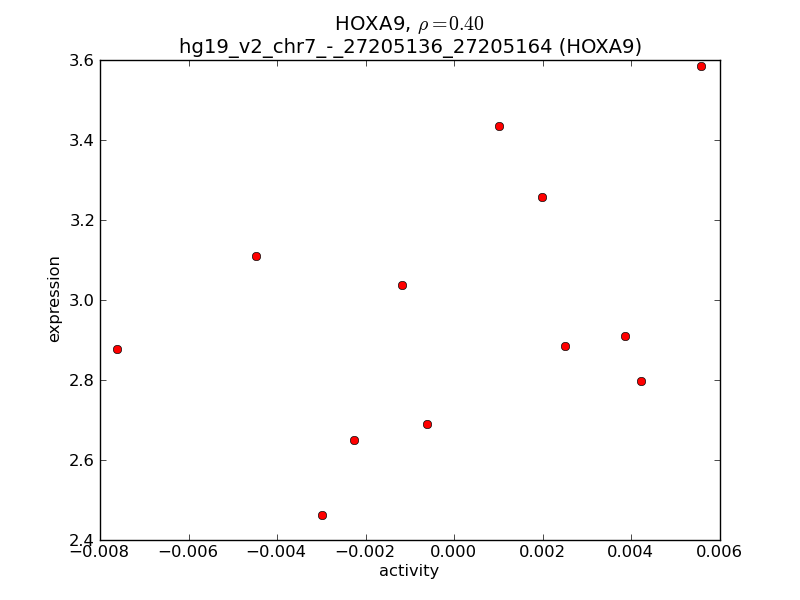 HOXA9, ρ = 0.40
hg19_v2_chr7_-_27205136_27205164 (HOXA9)
3.6
3.4
3.2
3.0
2.8
2.6
2.4
expression
−0.008 −0.006 −0.004 −0.002 0.000 0.002 0.004 0.006
activity